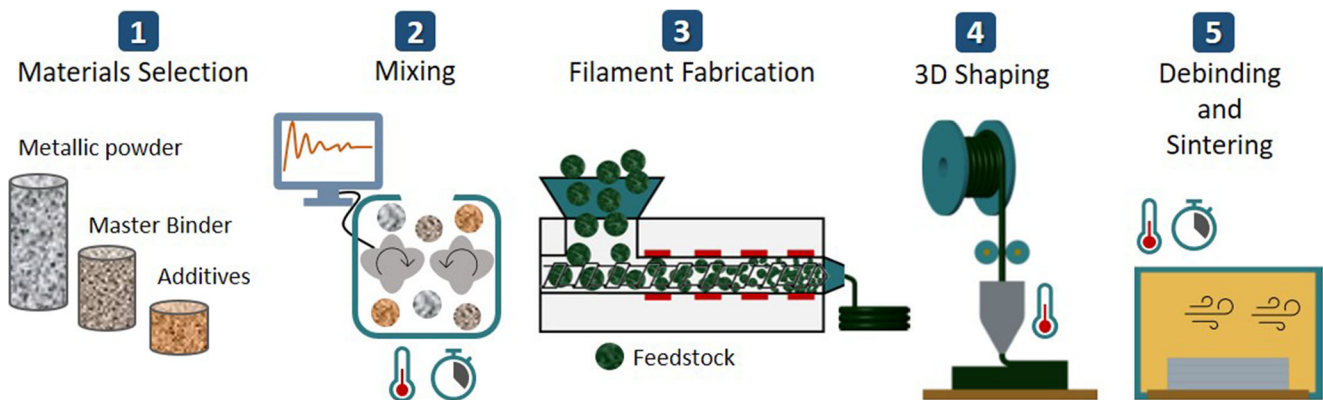 1
Materials Selection
Metallic powder
Master Binder
Additives
2
Mixing
3
Filament Fabrication
Feedstock
4
3D Shaping
5
Debinding
and
Sintering